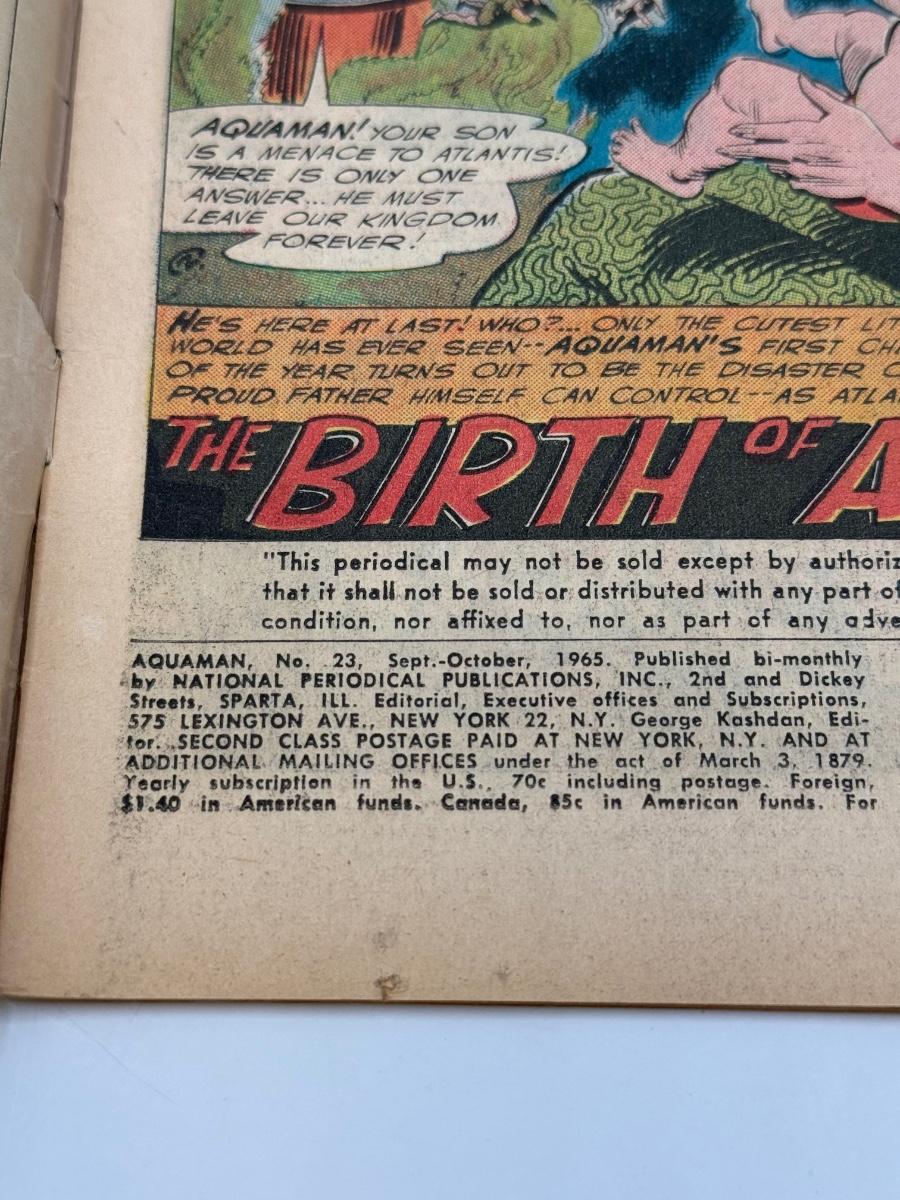 AQUAMAN! YOUR SON
IS A MENACE TO ATLANTIS!
THERE IS ONLY ONE
ANSWER... HE MUST
LEAVE OUR KINGDOM
FOREVER!
HE'S HERE AT LAST! WHO?... ONLY THE CUTEST LIT
WORLD HAS EVER SEEN--AQUAMAN'S FIRST CH
OF THE YEAR TURNS OUT TO BE THE DISASTER O
PROUD FATHER HIMSELF CAN CONTROL--AS ATLA
THE BIRTH OF A
"This periodical may not be sold except by authoriz
that it shall not be sold or distributed with any part of
condition, nor affixed to, nor as part of any adve
AQUAMAN, No. 23, Sept.-October, 1965. Published bi-monthly
by NATIONAL PERIODICAL PUBLICATIONS, INC., 2nd and Dickey
Streets, SPARTA, ILL. Editorial, Executive offices and Subscriptions,
575 LEXINGTON AVE., NEW YORK 22, N.Y. George Kashdan, Edi-
tor. SECOND CLASS POSTAGE PAID AT NEW YORK, N.Y. AND AT
ADDITIONAL MAILING OFFICES under the act of March 3, 1879.
Yearly subscription in the U.S., 70c including postage. Foreign,
$1.40 in American funds. Canada, 85c in American funds. For